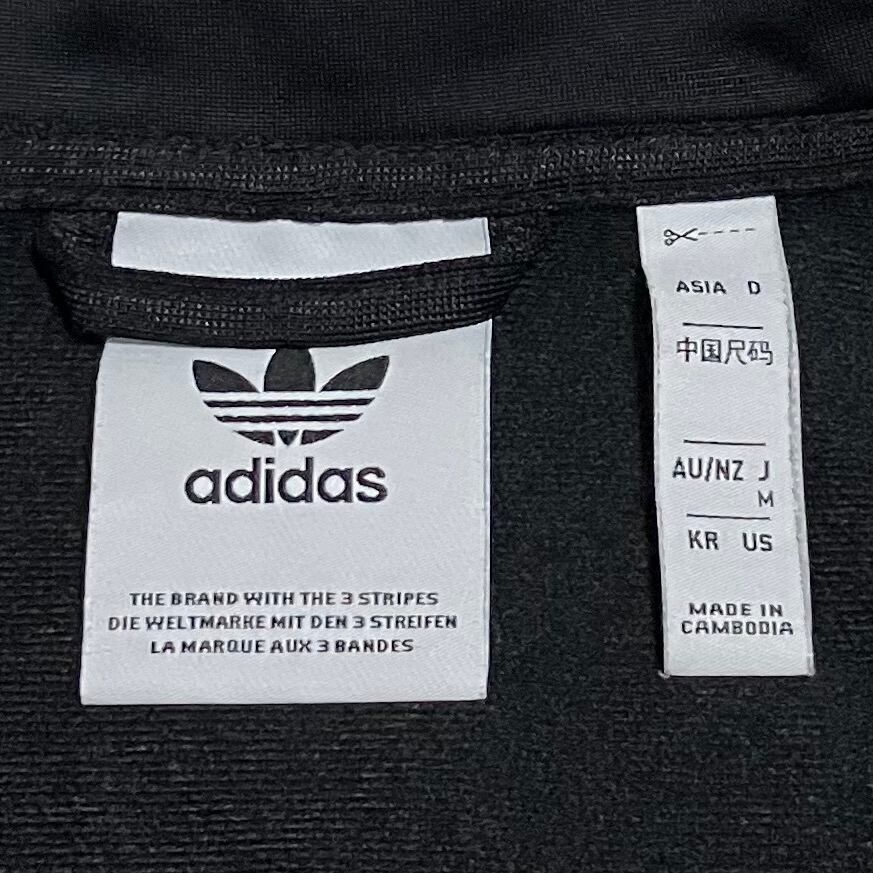 adidas
THE BRAND WITH THE 3 STRIPES
DIE WELTMARKE MIT DEN 3 STREIFEN
LA MARQUE AUX 3 BANDES
ASIA D
中国尺码
AU/NZ J
M
KR US
MADE IN
CAMBODIA